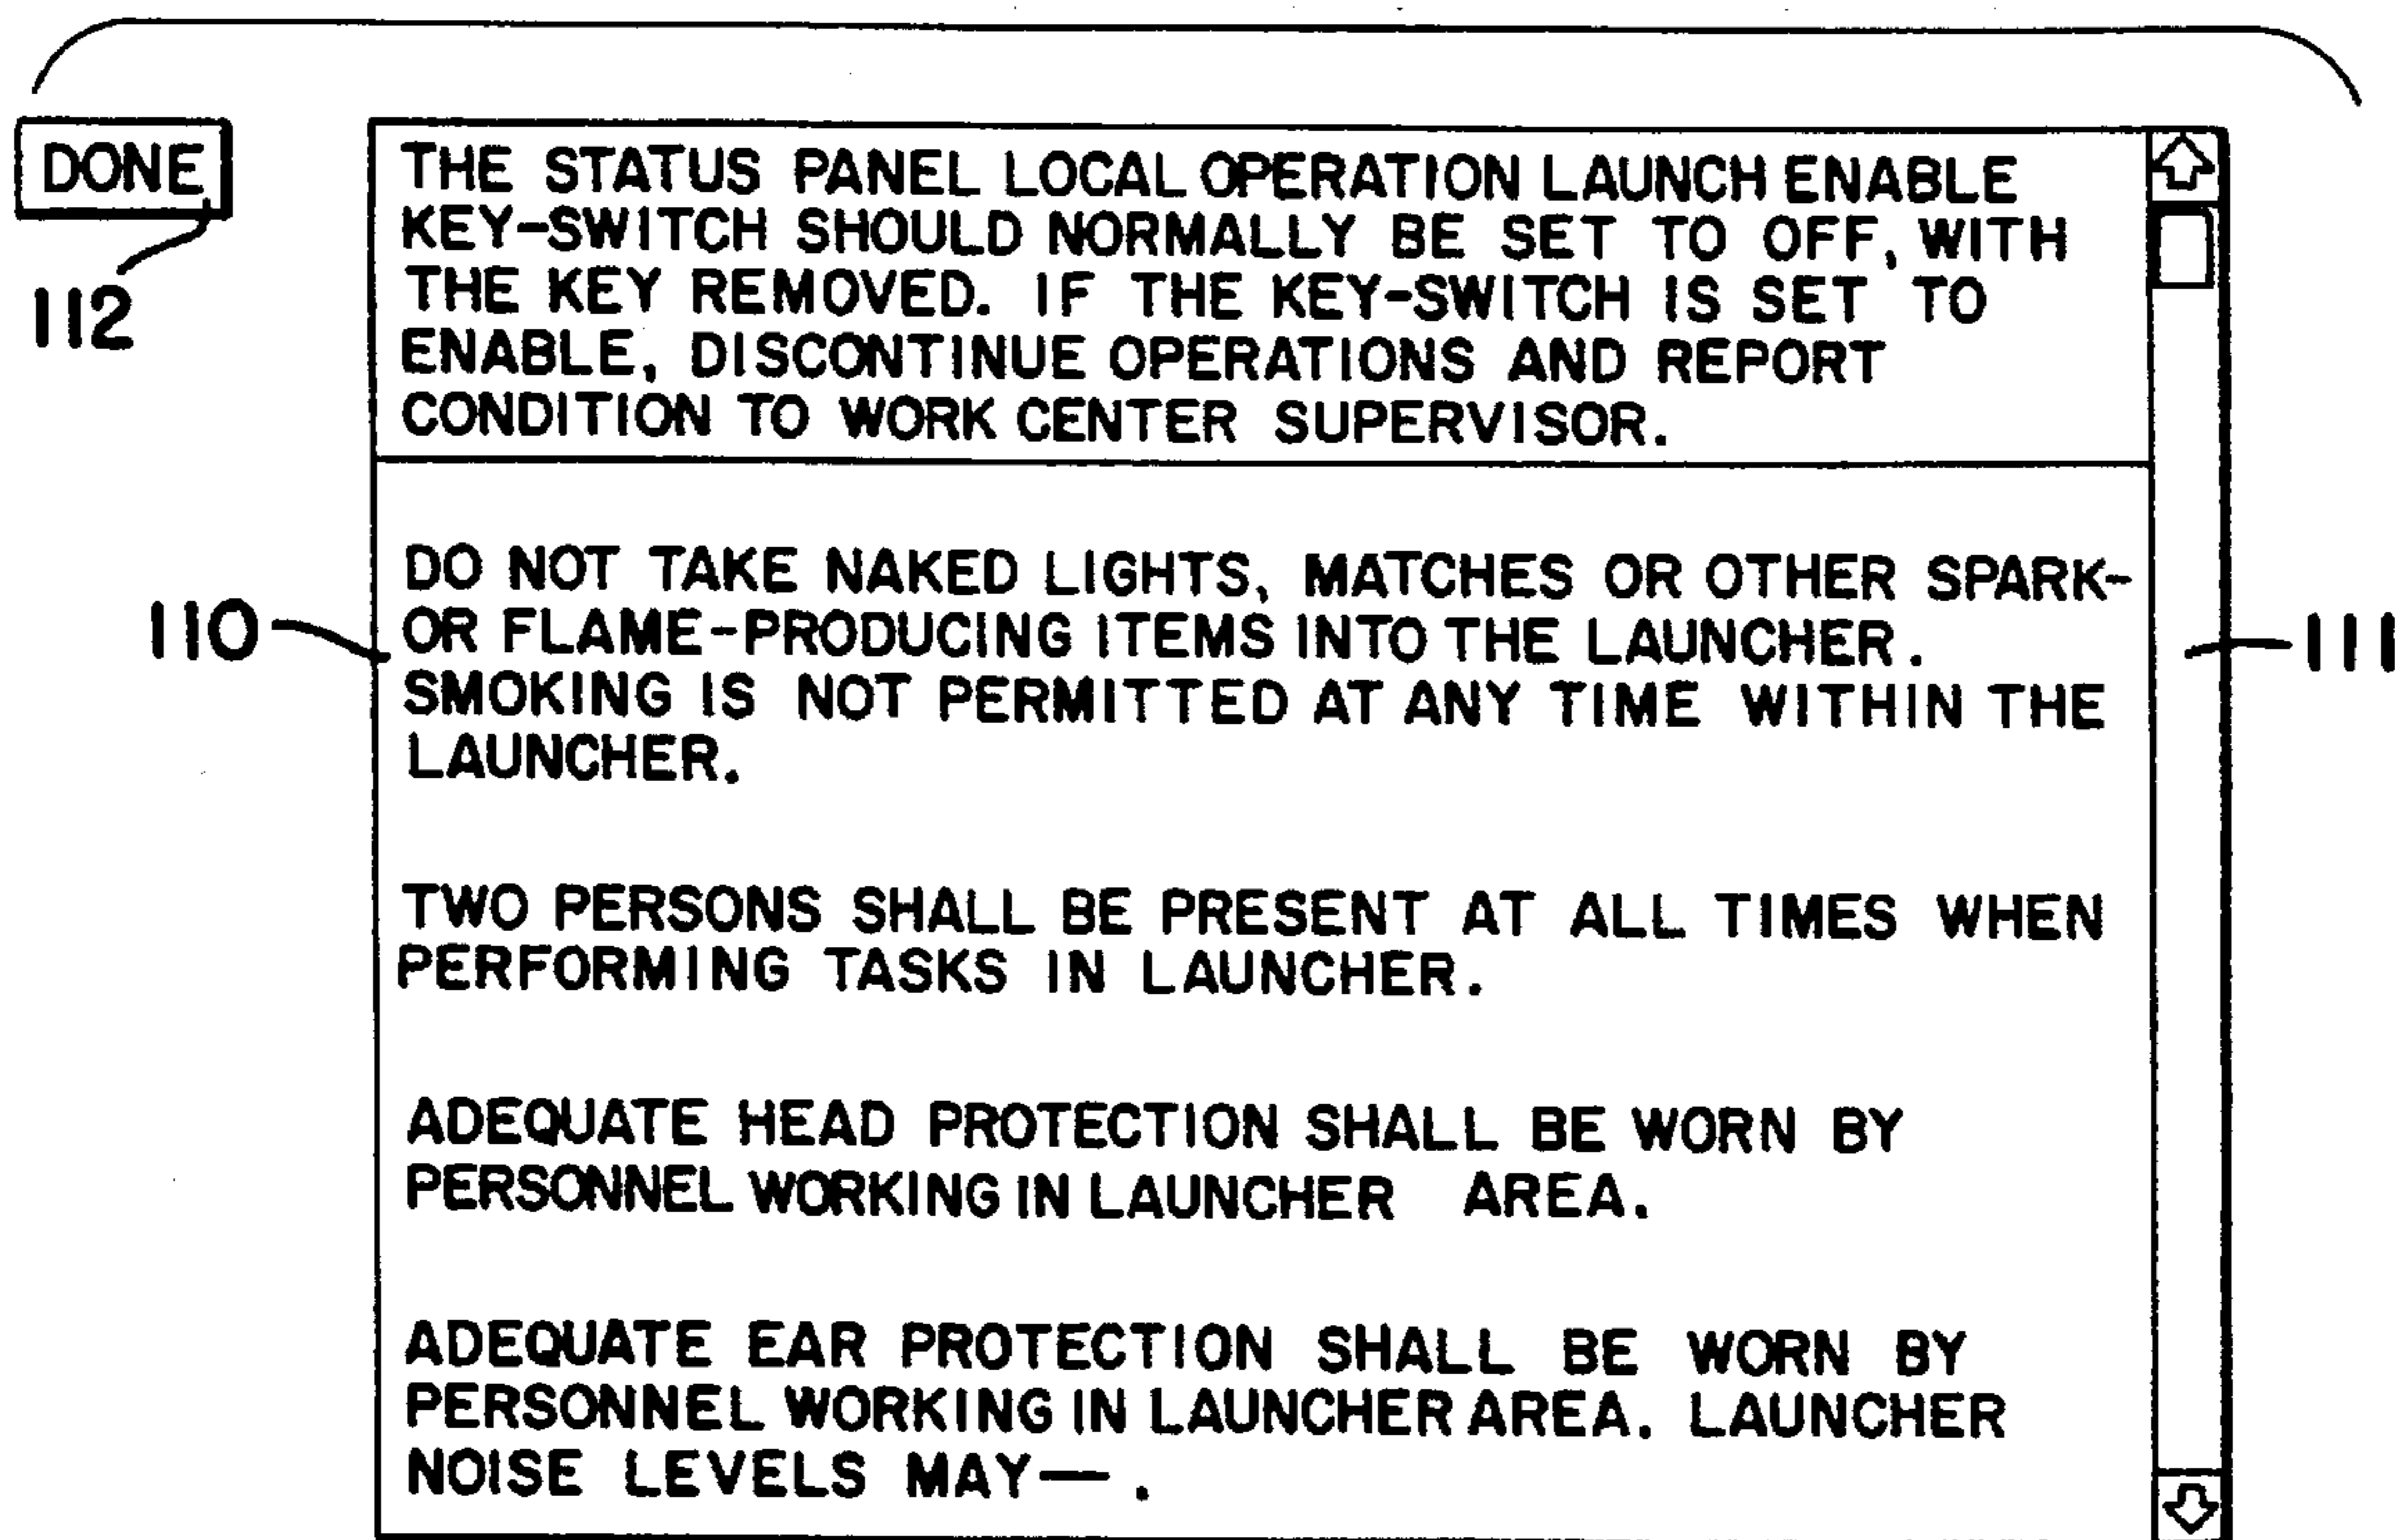 DONE
112
THE STATUS PANEL LOCAL OPERATION LAUNCH ENABLE
KEY-SWITCH SHOULD NORMALLY BE SET TO OFF, WITH
THE KEY REMOVED. IF THE KEY-SWITCH IS SET TO
ENABLE, DISCONTINUE OPERATIONS AND REPORT
CONDITION TO WORK CENTER SUPERVISOR.
DO NOT TAKE NAKED LIGHTS, MATCHES OR OTHER SPARK-
110
OR FLAME-PRODUCING ITEMS INTO THE LAUNCHER.
111
SMOKING IS NOT PERMITTED AT ANY TIME WITHIN THE
LAUNCHER.
TWO PERSONS SHALL BE PRESENT AT ALL TIMES WHEN
PERFORMING TASKS IN LAUNCHER.
ADEQUATE HEAD PROTECTION SHALL BE WORN BY
PERSONNEL WORKING IN LAUNCHER AREA.
ADEQUATE EAR PROTECTION SHALL BE WORN BY
PERSONNEL WORKING IN LAUNCHER AREA. LAUNCHER
NOISE LEVELS MAY— .